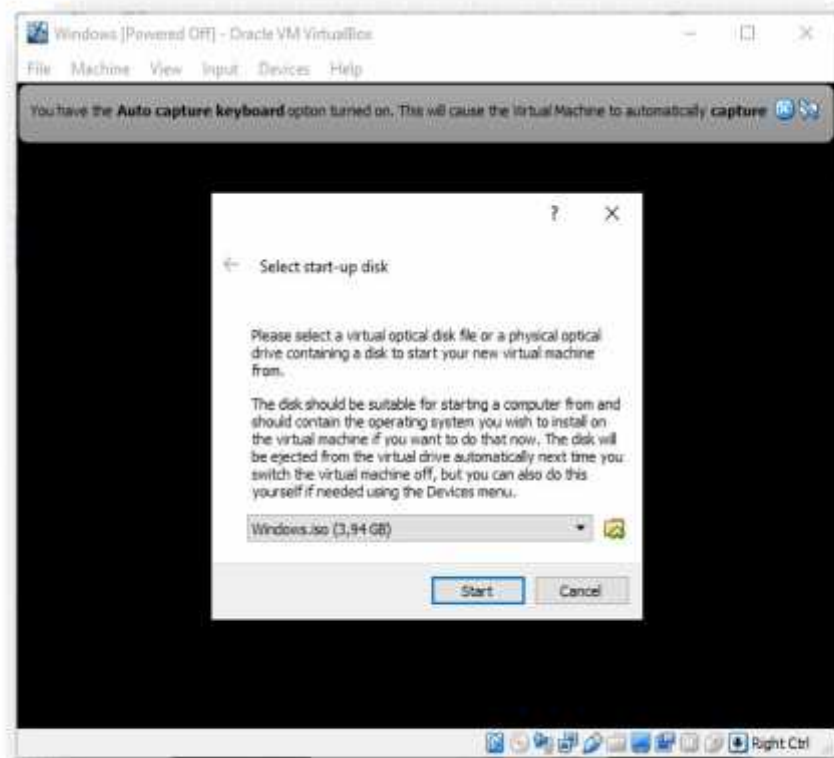 Windows [Powered Off] - Oracle VM VirtualBox
File Machine View Input Devices Help
You have the Auto capture keyboard option turned on. This will cause the Virtual Machine to automatically capture
Select start-up disk
Please select a virtual optical disk file or a physical optical
drive containing a disk to start your new virtual machine
from.
The disk should be suitable for starting a computer from and
should contain the operating system you wish to install on
the virtual machine if you want to do that now. The disk will
be ejected from the virtual drive automatically next time you
switch the virtual machine off, but you can also do this
yourself if needed using the Devices menu.
Windows.iso (3,94 GB)
Start Cancel
Right Ctrl